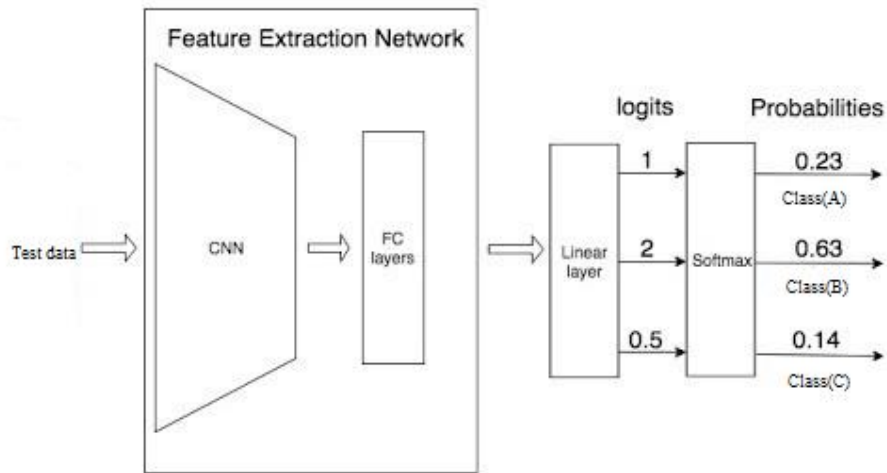 Feature Extraction Network
logits
Probabilities
1
0.23
Class(A)
Test data
CNN
FC
layers
Linear
layer
2
Softmax
0.63
Class(B)
0.5
0.14
Class(C)